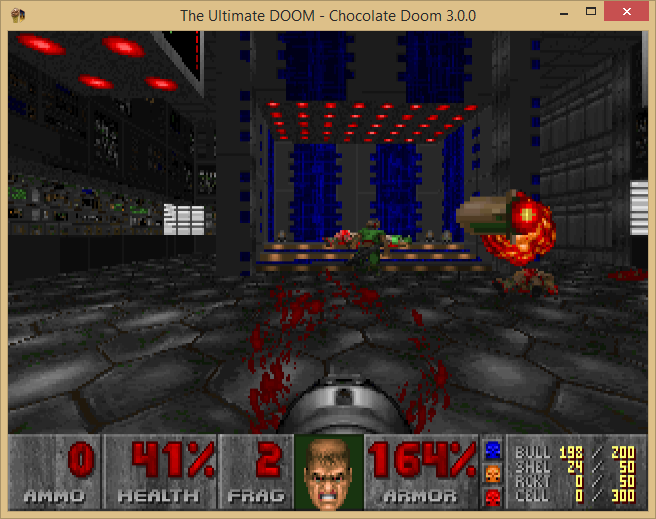 The Ultimate DOOM - Chocolate Doom 3.0.0
0 41% 2 164%
AMMO HEALTH FRAG ARMOR
BULL 198 / 200
SHEL 24 / 50
RCKT 0 / 50
CELL 0 / 300